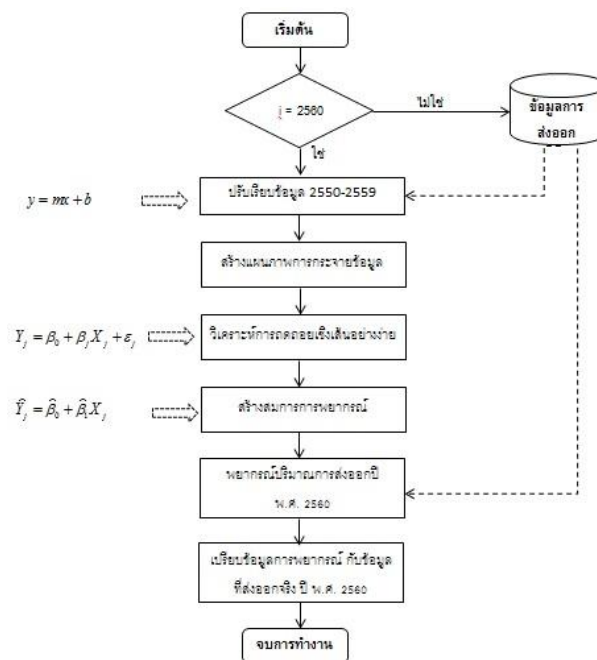 เริ่มต้น
j = 2560
ไม่ใช่
ข้อมูลการ
ส่งออก
ใช่
y = mx + b
ปรับเรียบข้อมูล 2550-2559
สร้างแผนภาพการกระจายข้อมูล
Y_j = β_0 + β_j X_j + ε_j
วิเคราะห์การถดถอยเชิงเส้นอย่างง่าย
Ŷ_j = β̂_0 + β̂_1 X_j
สร้างสมการการพยากรณ์
พยากรณ์ปริมาณการส่งออกปี
พ.ศ. 2560
เปรียบข้อมูลการพยากรณ์ กับข้อมูล
ที่ส่งออกจริง ปี พ.ศ. 2560
จบการทำงาน